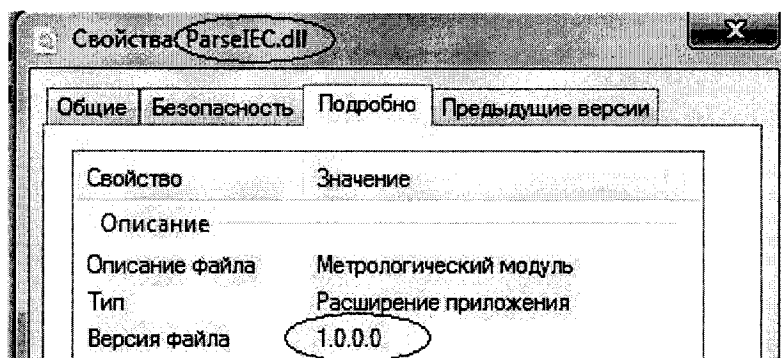 Свойства: ParseIEC.dll
Общие Безопасность Подробно Предыдущие версии
Свойство Значение
Описание
Описание файла Метрологический модуль
Тип Расширение приложения
Версия файла 1.0.0.0